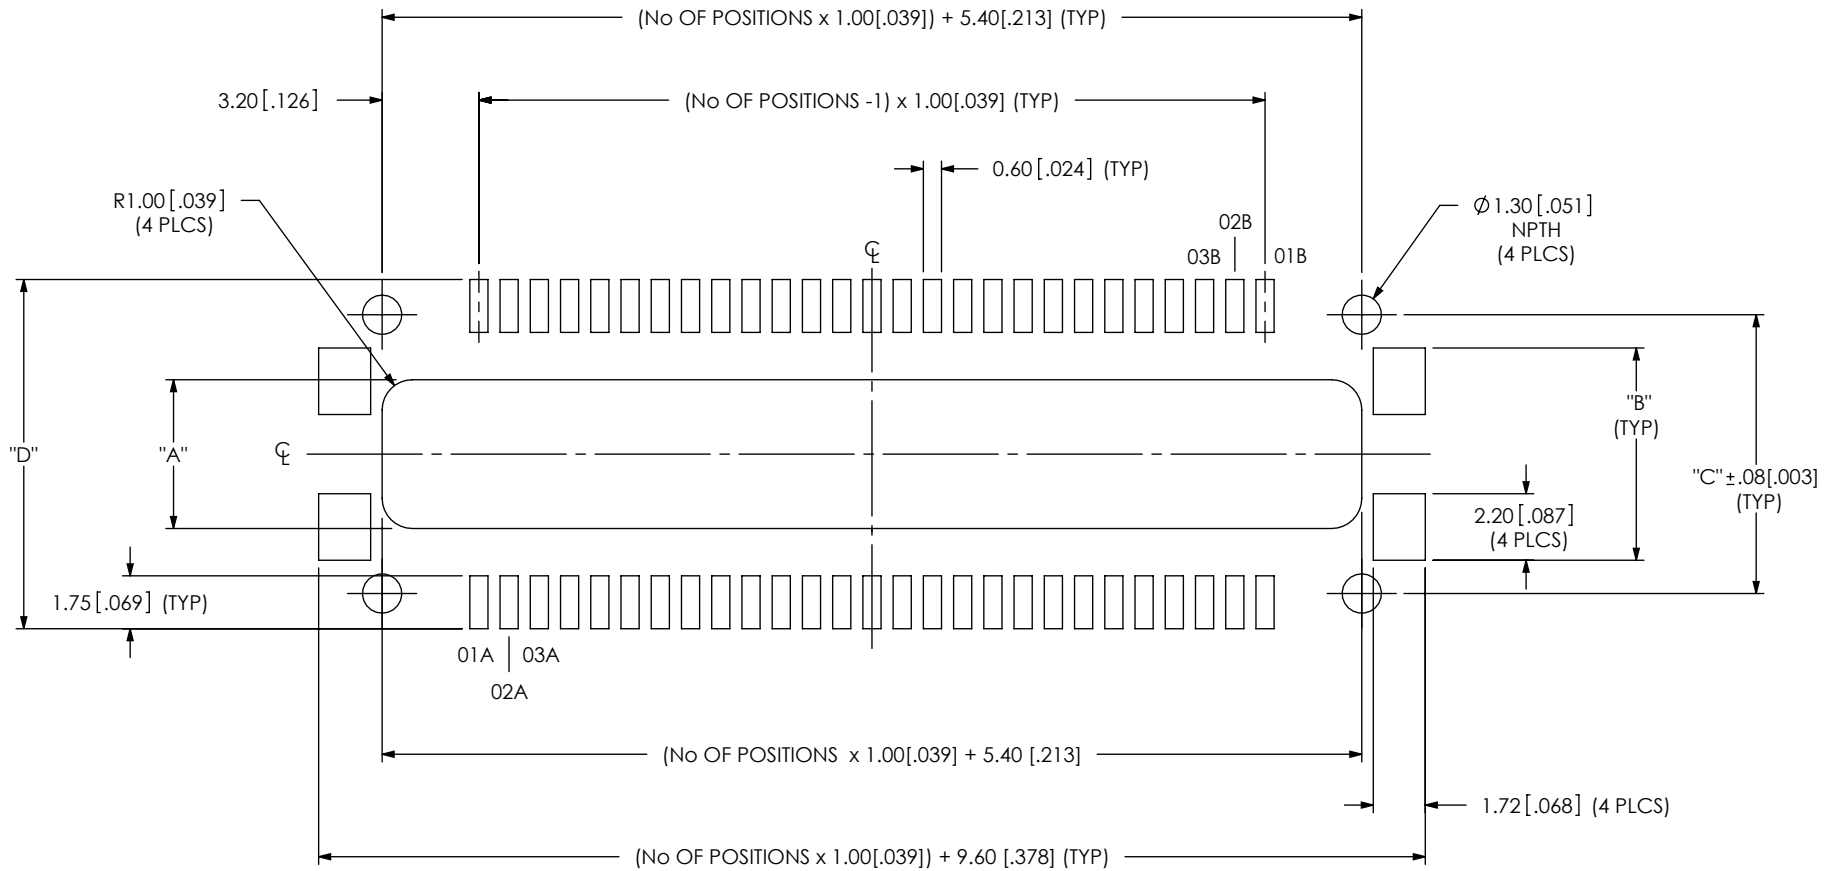 (No OF POSITIONS x 1.00[.039]) + 5.40[.213] (TYP)
3.20[.126]
(No OF POSITIONS -1) x 1.00[.039] (TYP)
0.60[.024] (TYP)
R1.00[.039]
(4 PLCS)
Ø1.30[.051]
NPTH
(4 PLCS)
02B
03B
01B
℄
"D"
"A"
℄
"B"
(TYP)
"C"±.08[.003]
(TYP)
2.20[.087]
(4 PLCS)
1.75[.069] (TYP)
01A
03A
02A
(No OF POSITIONS x 1.00[.039] + 5.40 [.213]
1.72[.068] (4 PLCS)
(No OF POSITIONS x 1.00[.039]) + 9.60 [.378] (TYP)